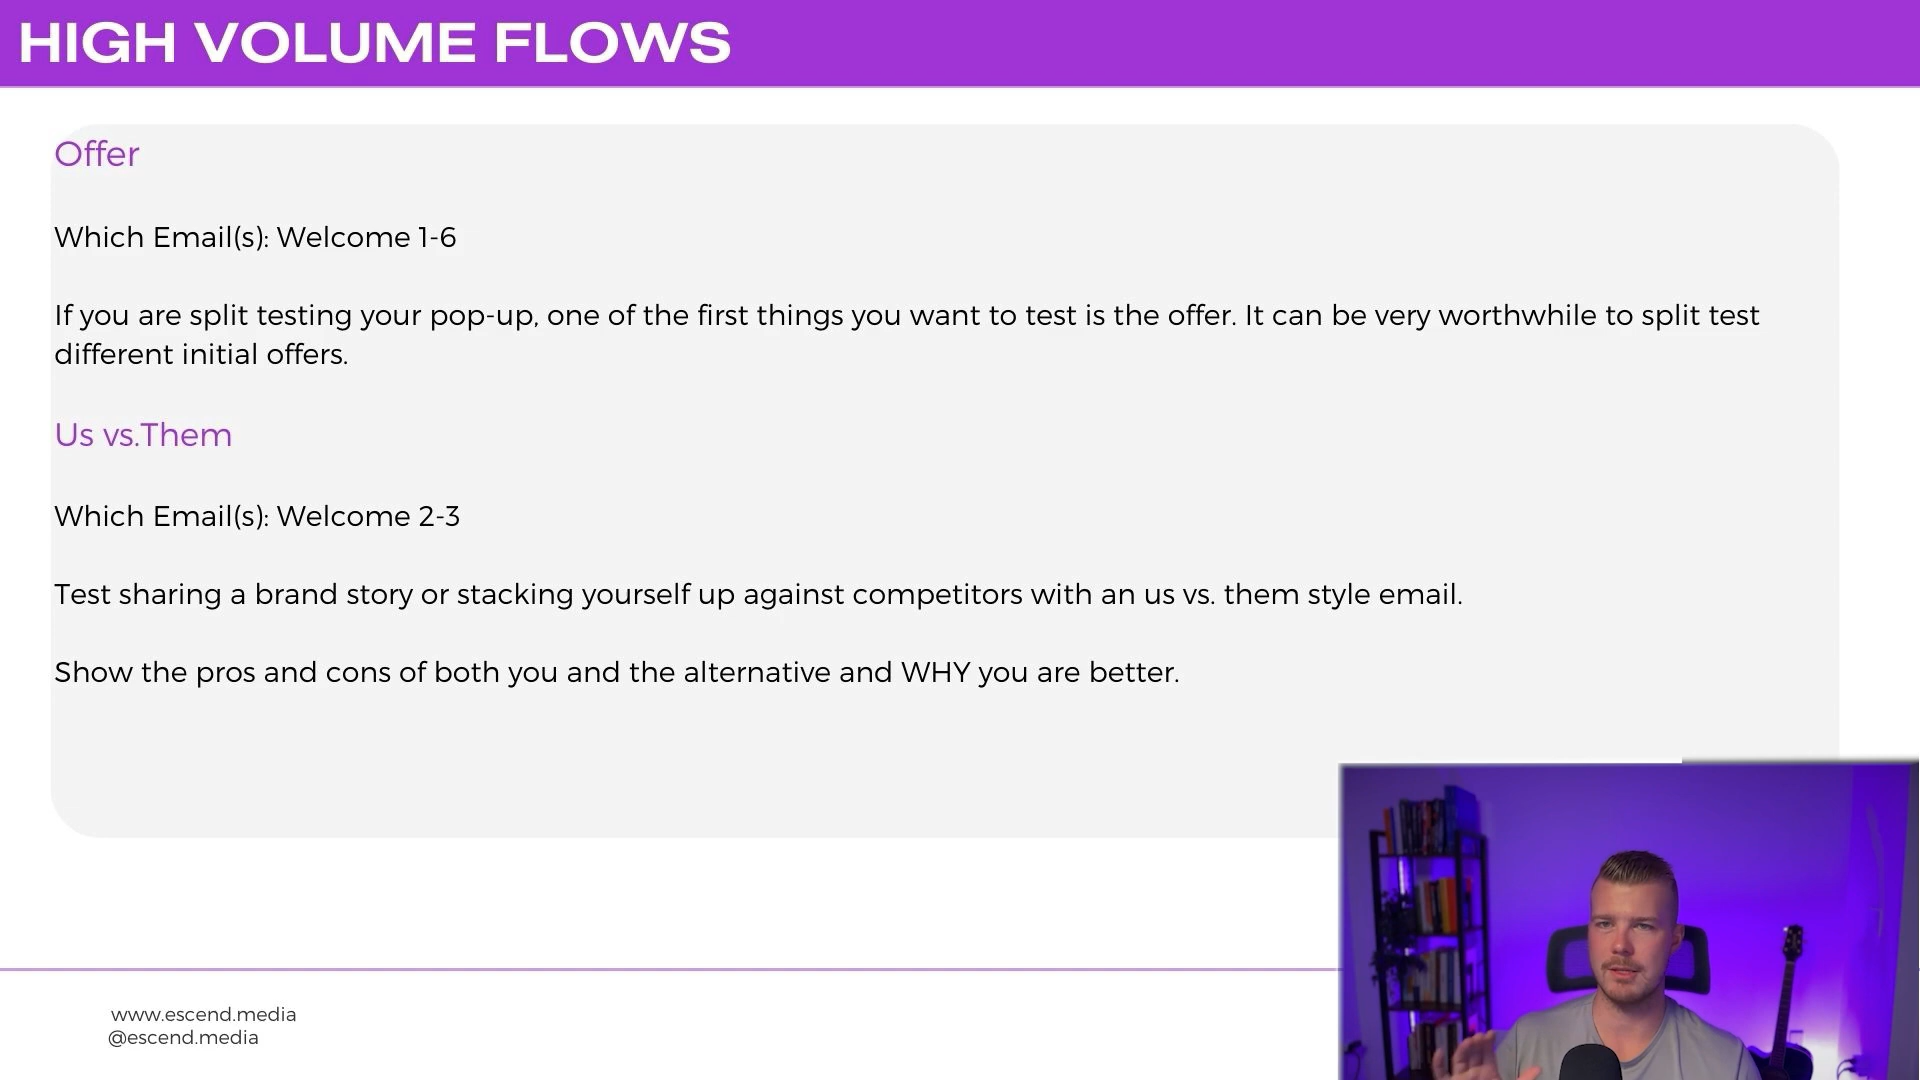 HIGH VOLUME FLOWS
Offer
Which Email(s): Welcome 1-6
If you are split testing your pop-up, one of the first things you want to test is the offer. It can be very worthwhile to split test
different initial offers.
Us vs.Them
Which Email(s): Welcome 2-3
Test sharing a brand story or stacking yourself up against competitors with an us vs. them style email.
Show the pros and cons of both you and the alternative and WHY you are better.
www.escend.media
@escend.media